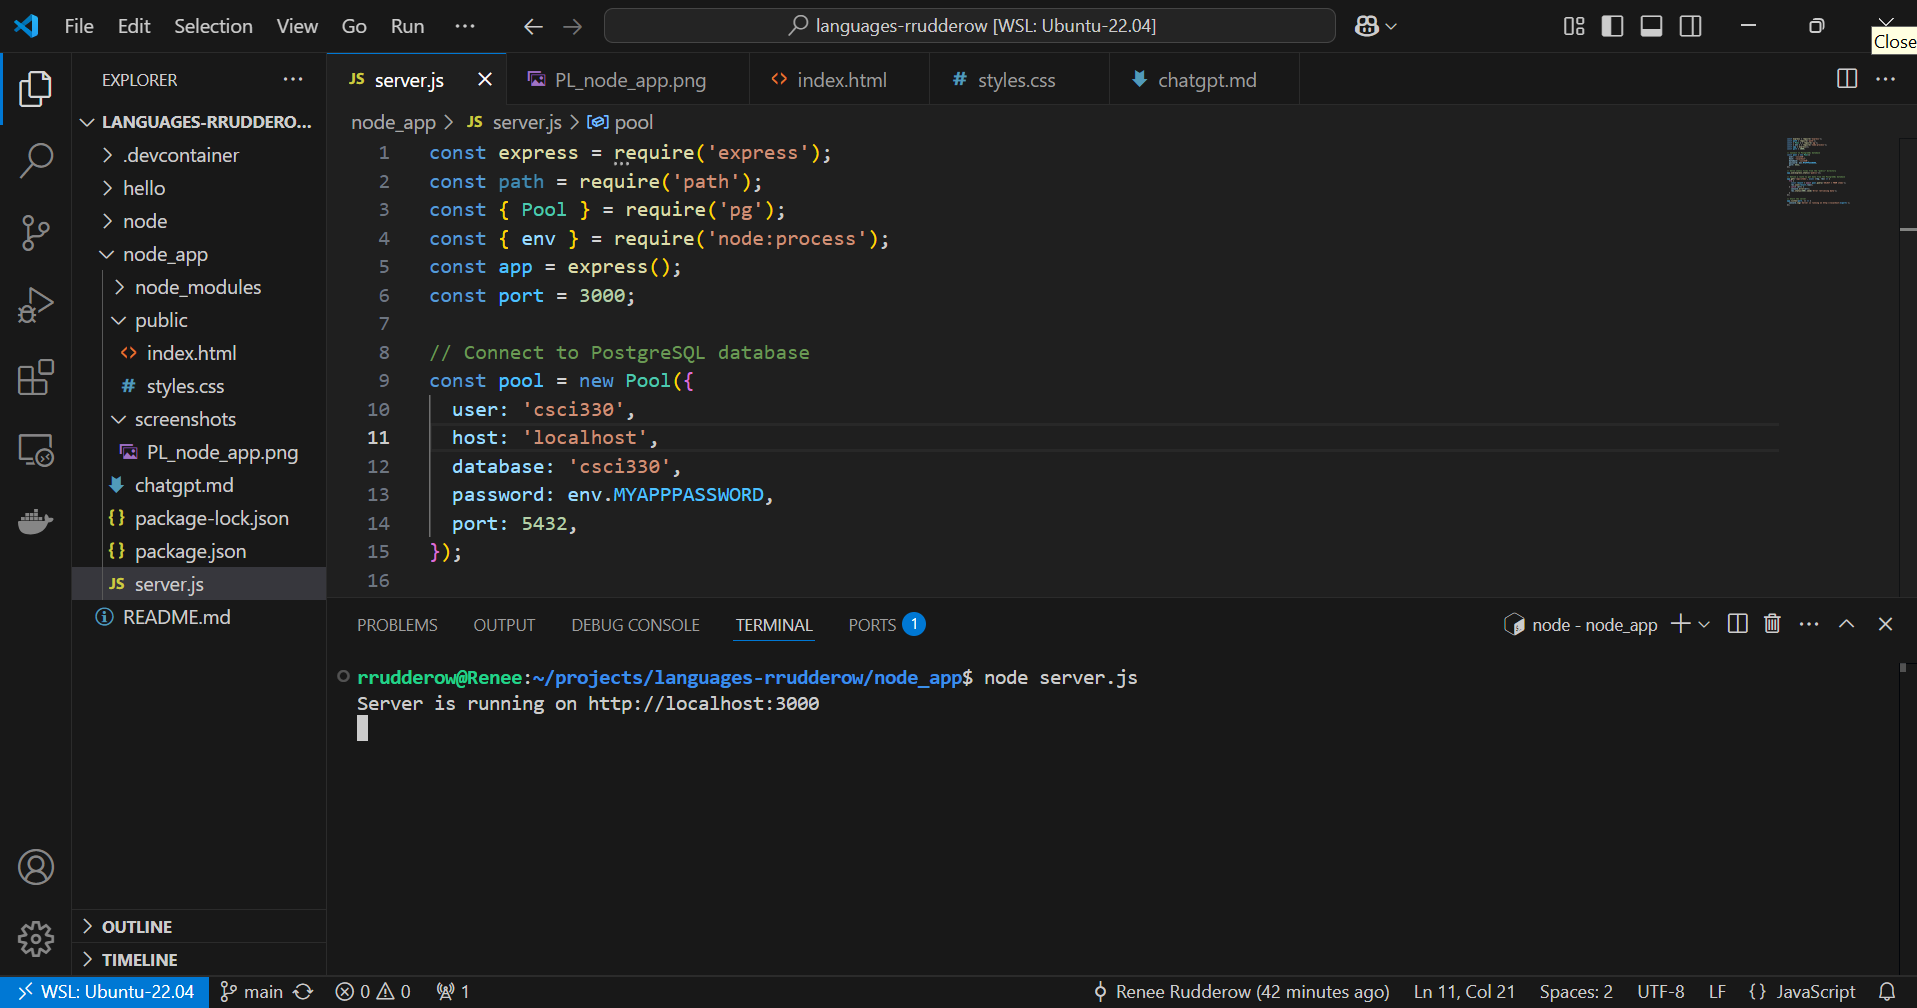 File Edit Selection View Go Run ··· languages-rrudderow [WSL: Ubuntu-22.04]
Close
EXPLORER ···
JS server.js PL_node_app.png <> index.html # styles.css chatgpt.md ···
LANGUAGES-RRUDDERO...
.devcontainer
hello
node
node_app
node_modules
public
<> index.html
# styles.css
screenshots
PL_node_app.png
chatgpt.md
{} package-lock.json
{} package.json
JS server.js
README.md
OUTLINE
TIMELINE
node_app > JS server.js > pool
1 const express = require('express');
2 const path = require('path');
3 const { Pool } = require('pg');
4 const { env } = require('node:process');
5 const app = express();
6 const port = 3000;
7
8 // Connect to PostgreSQL database
9 const pool = new Pool({
10 user: 'csci330',
11 host: 'localhost',
12 database: 'csci330',
13 password: env.MYAPPPASSWORD,
14 port: 5432,
15 });
16
PROBLEMS OUTPUT DEBUG CONSOLE TERMINAL PORTS 1 node - node_app ···
rrudderow@Renee:~/projects/languages-rrudderow/node_app$ node server.js
Server is running on http://localhost:3000
WSL: Ubuntu-22.04 main 0 0 1 Renee Rudderow (42 minutes ago) Ln 11, Col 21 Spaces: 2 UTF-8 LF {} JavaScript